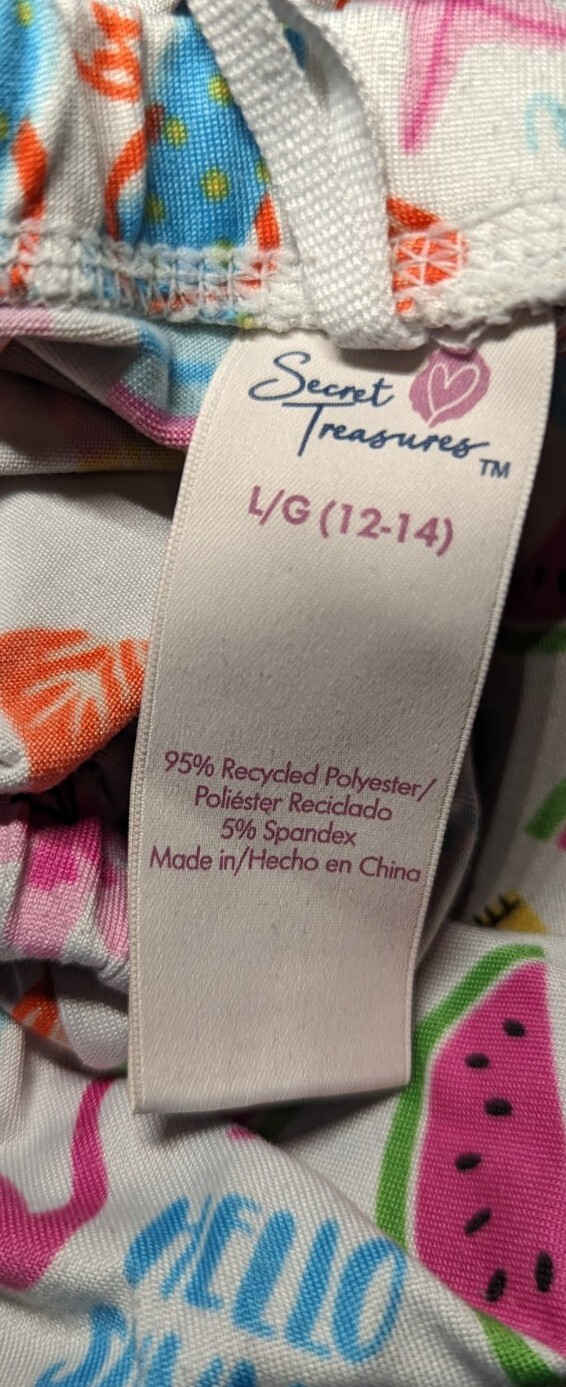 Secret
Treasures
TM
L/G (12-14)
95% Recycled Polyester/
Poliéster Reciclado
5% Spandex
Made in/Hecho en China
HELLO